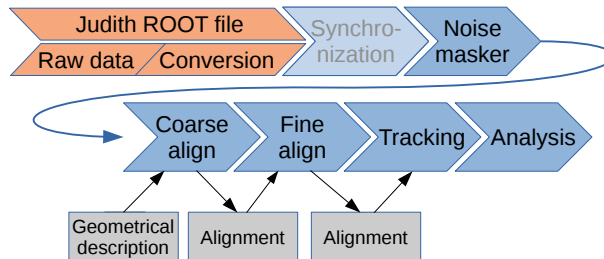 Judith ROOT file
Raw data
Conversion
Synchro-
nization
Noise
masker
Coarse
align
Fine
align
Tracking
Analysis
Geometrical
description
Alignment
Alignment